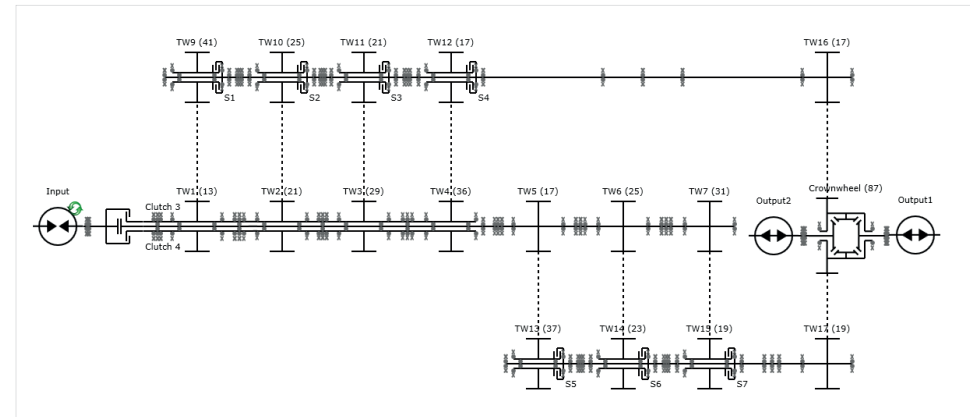 TW9 (41)
TW10 (25)
TW11 (21)
TW12 (17)
TW16 (17)
S1
S2
S3
S4
Input
Clutch 3
Clutch 4
TW1 (13)
TW2 (21)
TW3 (29)
TW4 (36)
TW5 (17)
TW6 (25)
TW7 (31)
Crownwheel (87)
Output2
Output1
TW13 (37)
TW14 (23)
TW15 (19)
TW17 (19)
S5
S6
S7